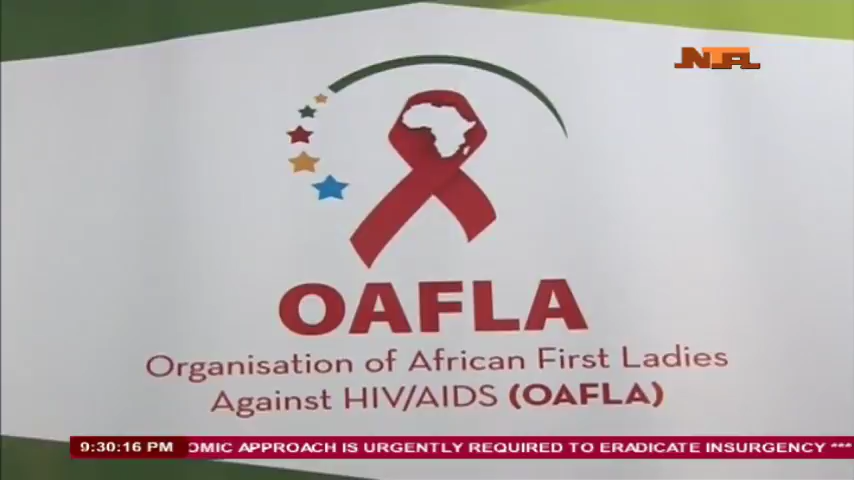 NTA
OAFLA
Organisation of African First Ladies
Against HIV/AIDS (OAFLA)
9:30:16 PM
OMIC APPROACH IS URGENTLY REQUIRED TO ERADICATE INSURGENCY ***